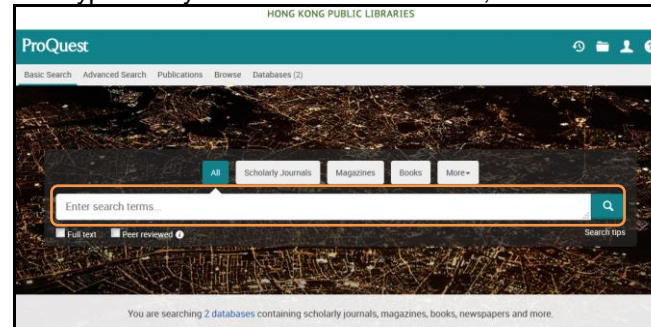 HONG KONG PUBLIC LIBRARIES
ProQuest
Basic Search Advanced Search Publications Browse Databases (2)
All Scholarly Journals Magazines Books More
Enter search terms...
Full text Peer reviewed Search tips
You are searching 2 databases containing scholarly journals, magazines, books, newspapers and more.